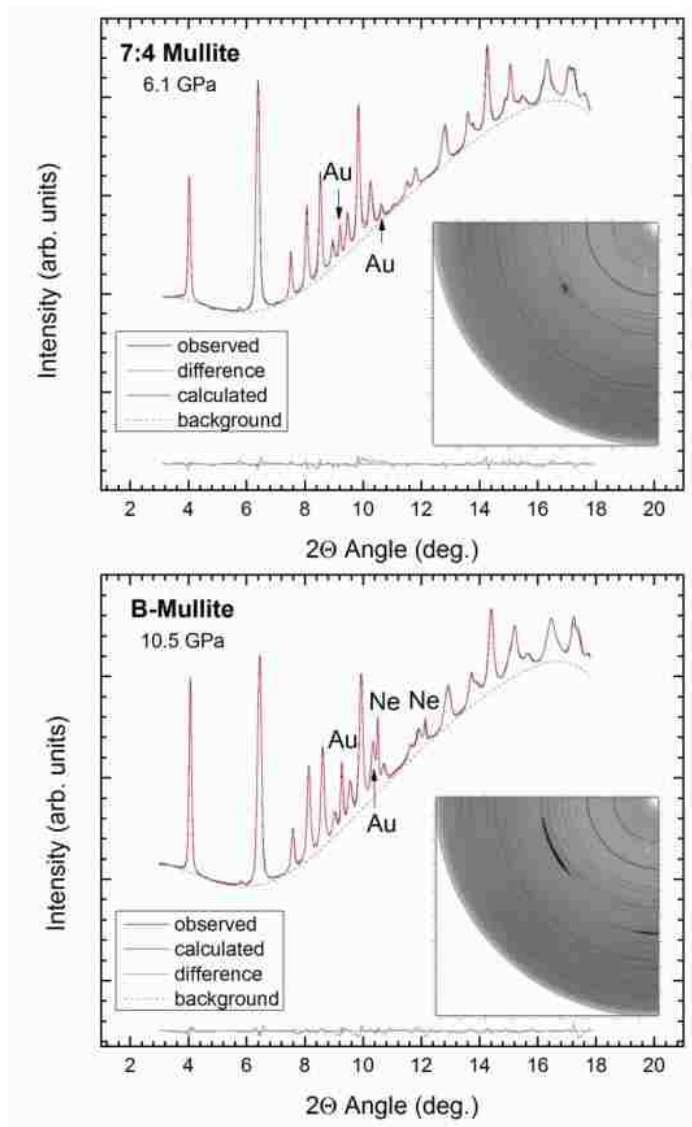 7:4 Mullite
6.1 GPa
Au
Au
Intensity (arb. units)
observed
difference
calculated
background
2 4 6 8 10 12 14 16 18 20
2Θ Angle (deg.)
B-Mullite
10.5 GPa
Ne Ne
Au
Au
Intensity (arb. units)
observed
calculated
difference
background
2 4 6 8 10 12 14 16 18 20
2Θ Angle (deg.)